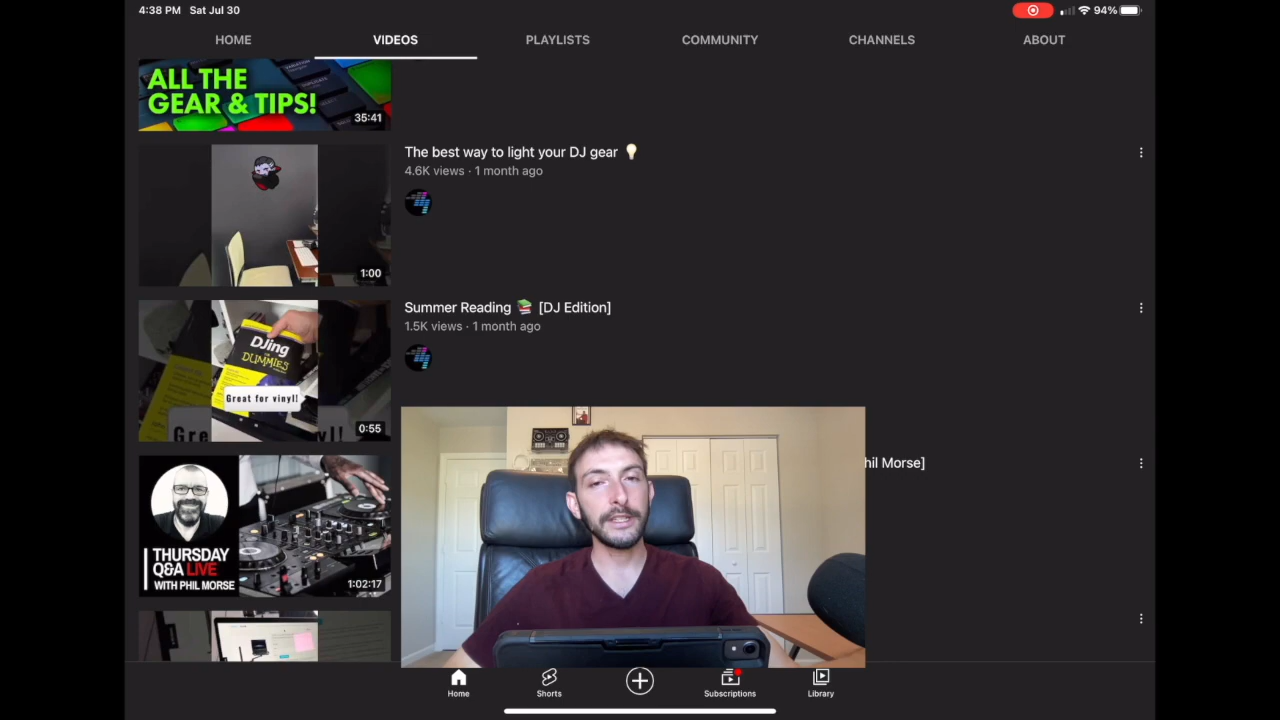 4:38 PM Sat Jul 30
94%
HOME VIDEOS PLAYLISTS COMMUNITY CHANNELS ABOUT
ALL THE
GEAR & TIPS!
35:41
The best way to light your DJ gear 💡
4.6K views · 1 month ago
1:00
Summer Reading 📚 [DJ Edition]
1.5K views · 1 month ago
DJing
FOR
DUMMIES
Great for vinyl!
Gre
vl!
0:55
hil Morse]
THURSDAY
Q&A LIVE
WITH PHIL MORSE
1:02:17
Home Shorts Subscriptions Library